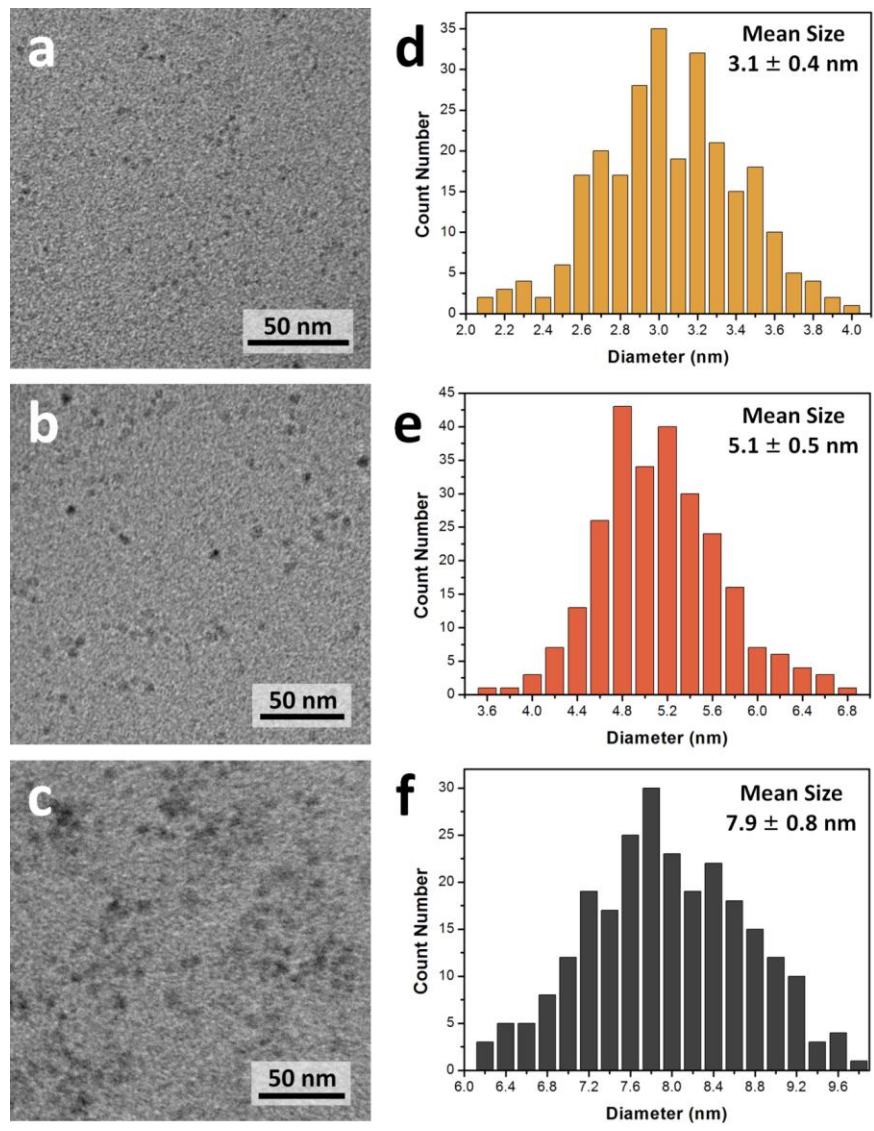 a
50 nm
d
Mean Size
3.1 ± 0.4 nm
Count Number
35
30
25
20
15
10
5
0
2.0 2.2 2.4 2.6 2.8 3.0 3.2 3.4 3.6 3.8 4.0
Diameter (nm)
b
50 nm
e
Mean Size
5.1 ± 0.5 nm
Count Number
45
40
35
30
25
20
15
10
5
0
3.6 4.0 4.4 4.8 5.2 5.6 6.0 6.4 6.8
Diameter (nm)
c
50 nm
f
Mean Size
7.9 ± 0.8 nm
Count Number
30
25
20
15
10
5
0
6.0 6.4 6.8 7.2 7.6 8.0 8.4 8.8 9.2 9.6
Diameter (nm)